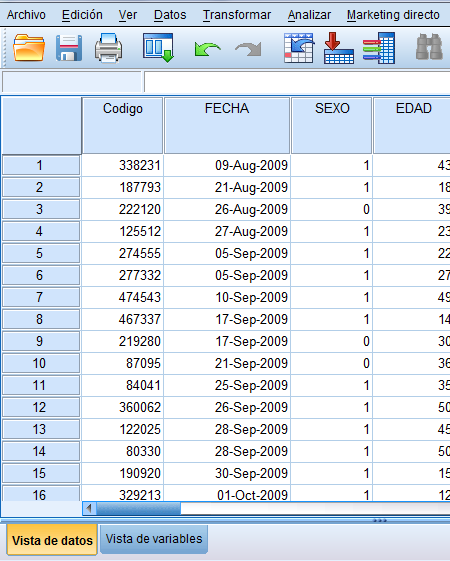 Archivo Edición Ver Datos Transformar Analizar Marketing directo
Codigo FECHA SEXO EDAD
1 338231 09-Aug-2009 1 43
2 187793 21-Aug-2009 1 18
3 222120 26-Aug-2009 0 39
4 125512 27-Aug-2009 1 23
5 274555 05-Sep-2009 1 22
6 277332 05-Sep-2009 1 27
7 474543 10-Sep-2009 1 49
8 467337 17-Sep-2009 1 14
9 219280 17-Sep-2009 0 30
10 87095 21-Sep-2009 0 36
11 84041 25-Sep-2009 1 35
12 360062 26-Sep-2009 1 50
13 122025 28-Sep-2009 1 45
14 80330 28-Sep-2009 1 50
15 190920 30-Sep-2009 1 15
16 329213 01-Oct-2009 1 12
Vista de datos Vista de variables